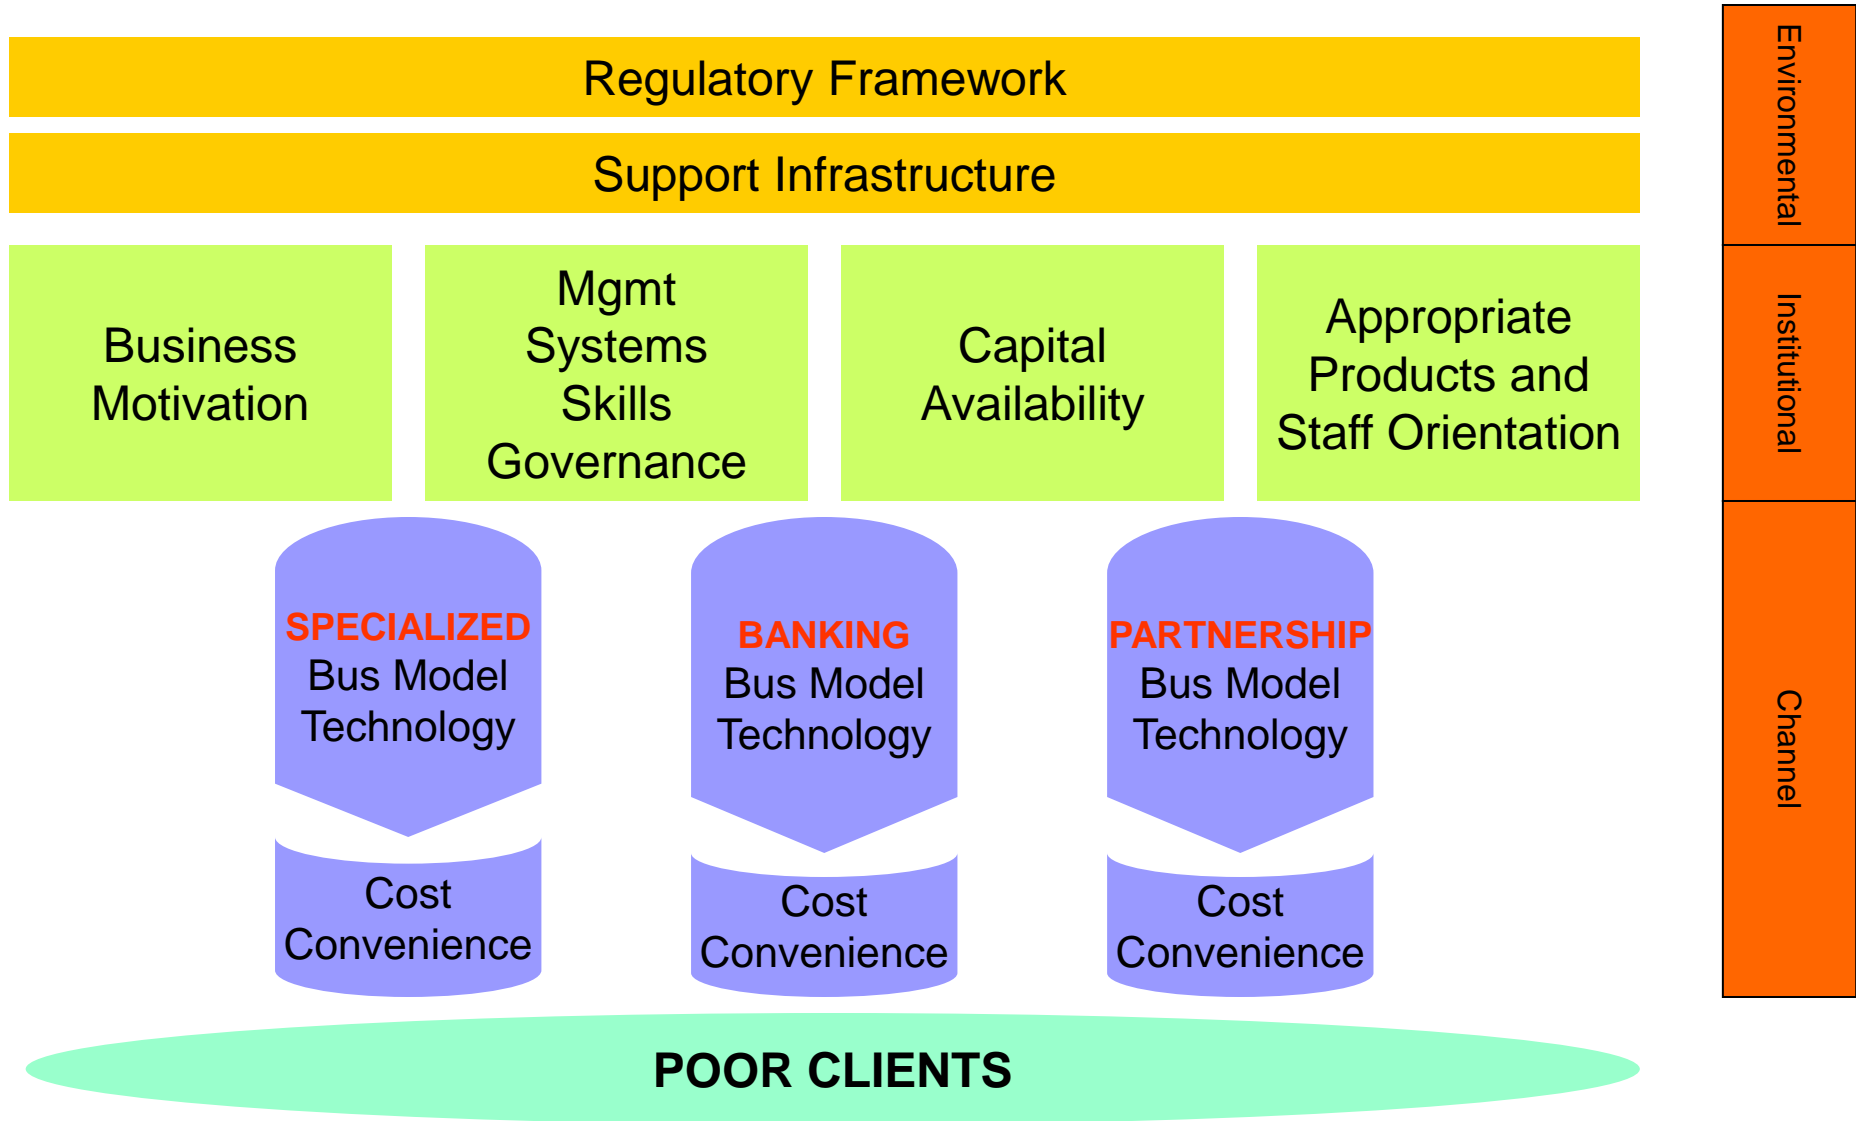 Regulatory Framework
Support Infrastructure
Business
Motivation
Mgmt
Systems
Skills
Governance
Capital
Availability
Appropriate
Products and
Staff Orientation
SPECIALIZED
Bus Model
Technology
BANKING
Bus Model
Technology
PARTNERSHIP
Bus Model
Technology
Cost
Convenience
Cost
Convenience
Cost
Convenience
POOR CLIENTS
Environmental
Institutional
Channel